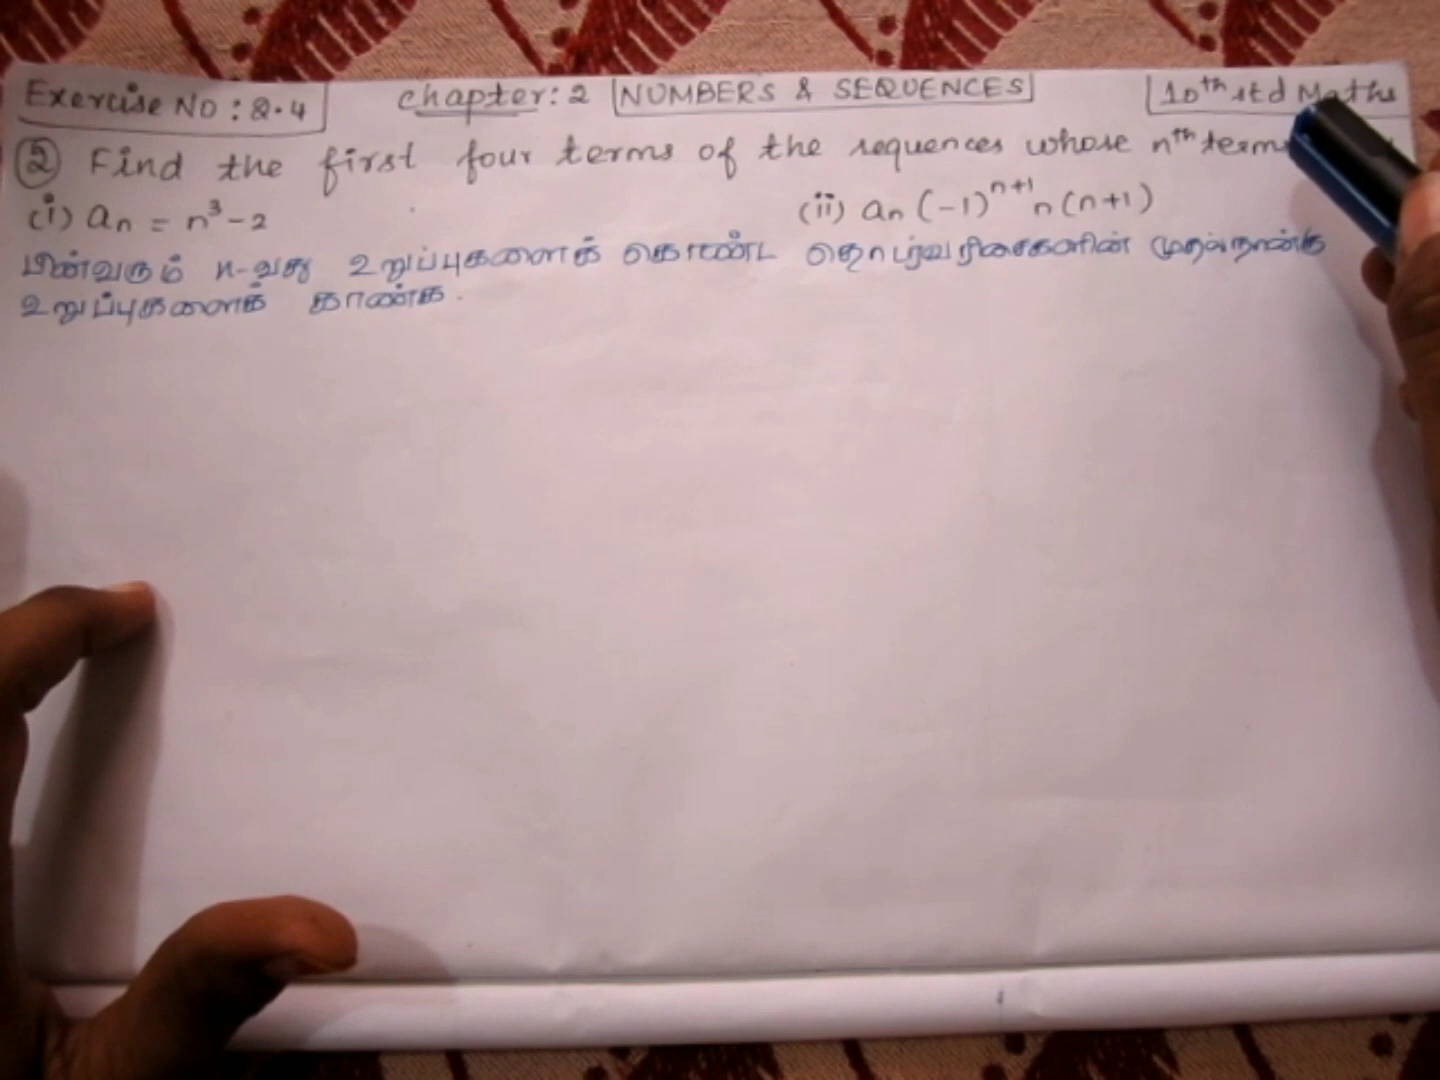 Exercise No : 2.4 chapter: 2 NUMBERS & SEQUENCES 10th std Maths
② Find the first four terms of the sequences whose nth terms
(i) an = n³-2 (ii) an (-1)ⁿ⁺¹ n (n+1)
பின்வரும் n-வது உறுப்புகளைக் கொண்ட தொடர்வரிசைகளின் முதல் நான்கு
உறுப்புகளைக் காண்க.